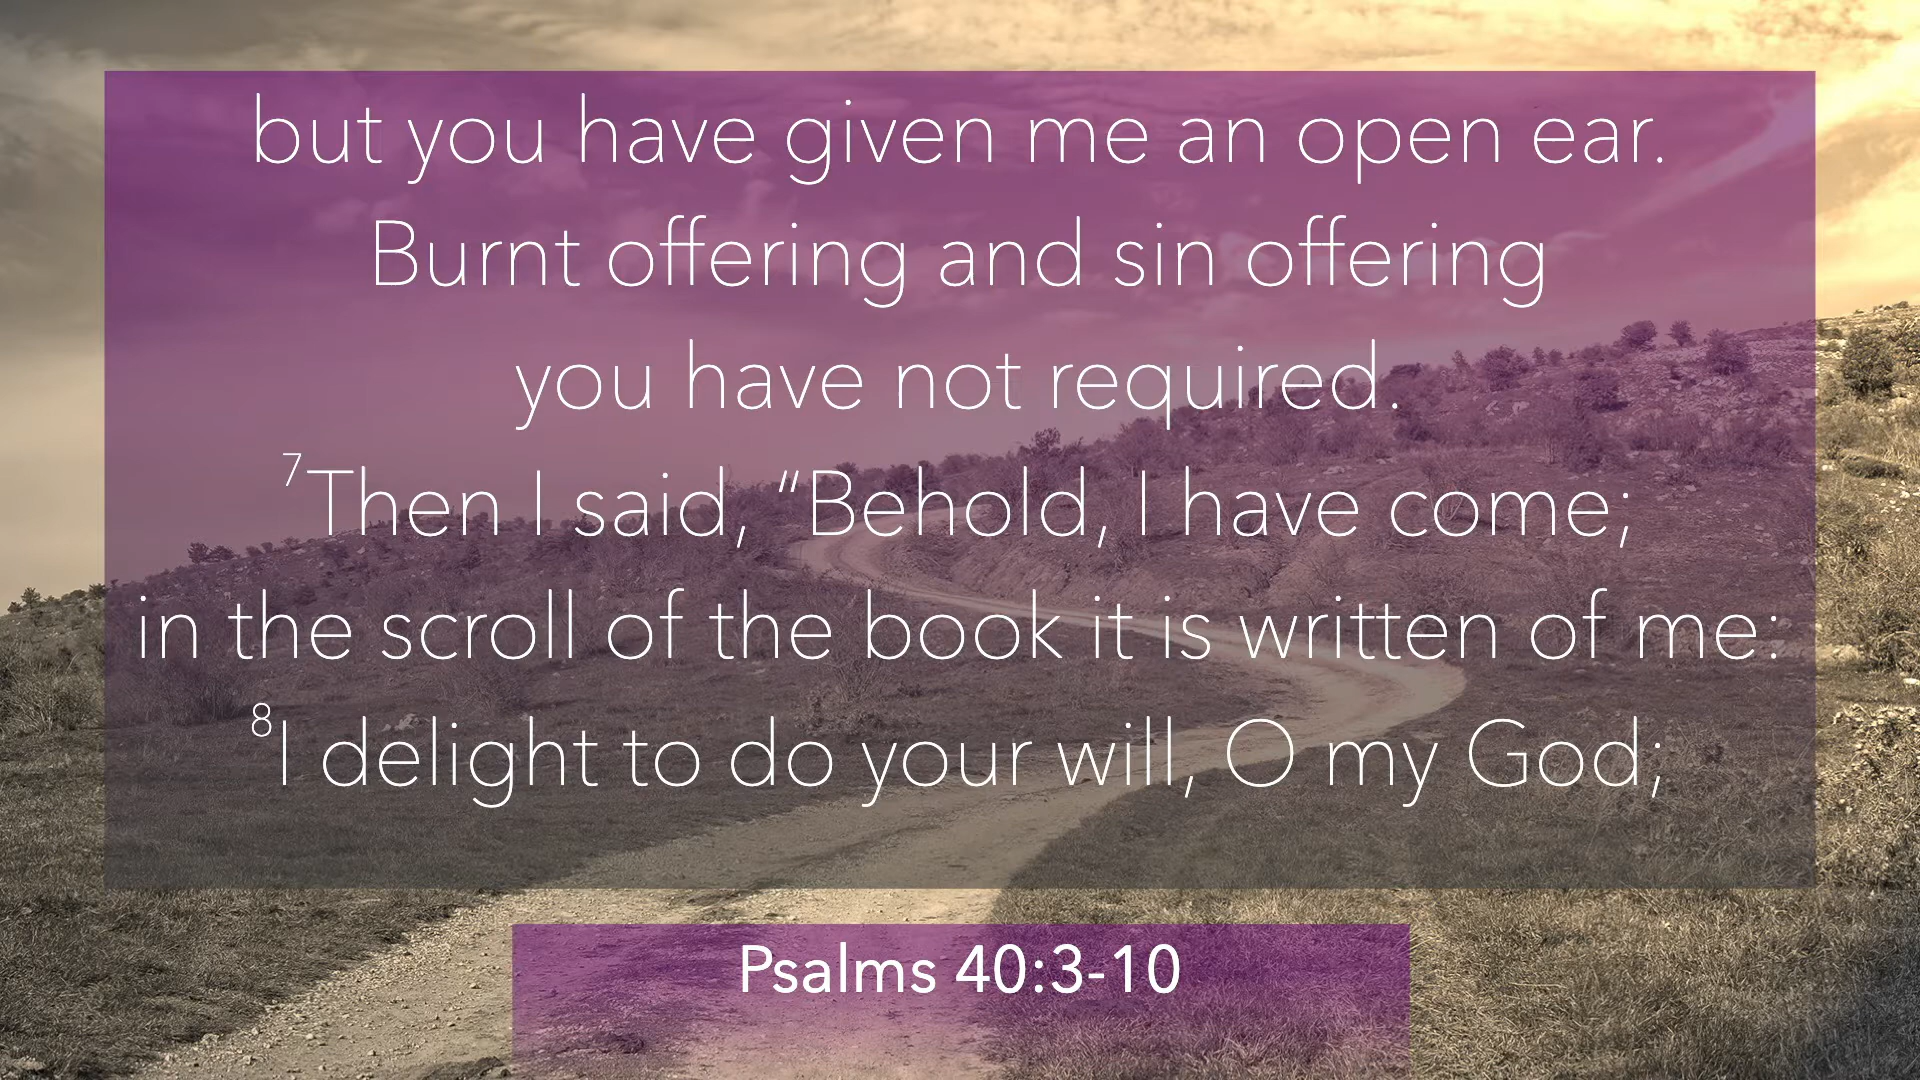 but you have given me an open ear.
Burnt offering and sin offering
you have not required.
7Then I said, “Behold, I have come;
in the scroll of the book it is written of me:
8I delight to do your will, O my God;
Psalms 40:3-10